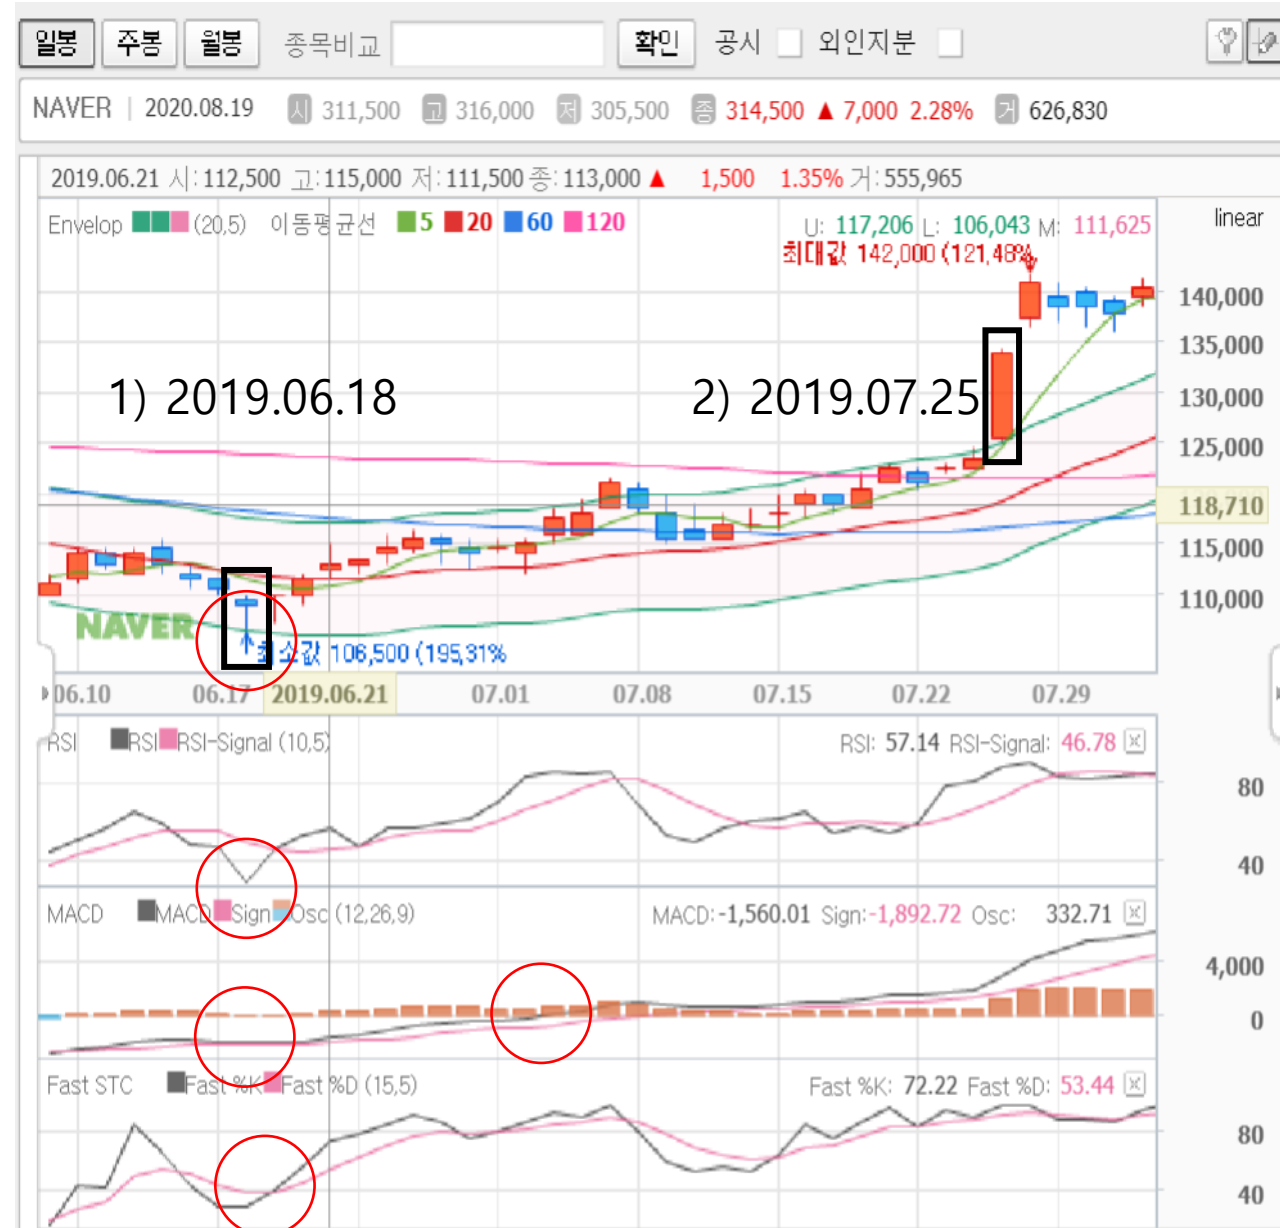 일봉 주봉 월봉 종목비교 확인 공시 외인지분
NAVER | 2020.08.19 시 311,500 고 316,000 저 305,500 종 314,500 ▲ 7,000 2.28% 거 626,830
2019.06.21 시: 112,500 고: 115,000 저: 111,500 종: 113,000 ▲ 1,500 1.35% 거: 555,965
Envelop (20,5) 이동평균선 5 20 60 120 U: 117,206 L: 106,043 M: 111,625 linear
최대값 142,000 (121,48%
140,000
135,000
1) 2019.06.18 2) 2019.07.25 130,000
125,000
118,710
115,000
110,000
NAVER
최소값 106,500 (195,31%
06.10 06.17 2019.06.21 07.01 07.08 07.15 07.22 07.29
RSI RSI RSI-Signal (10,5) RSI: 57.14 RSI-Signal: 46.78
80
40
MACD MACD Sign Osc (12,26,9) MACD: -1,560.01 Sign: -1,892.72 Osc: 332.71
4,000
0
Fast STC Fast %K Fast %D (15,5) Fast %K: 72.22 Fast %D: 53.44
80
40